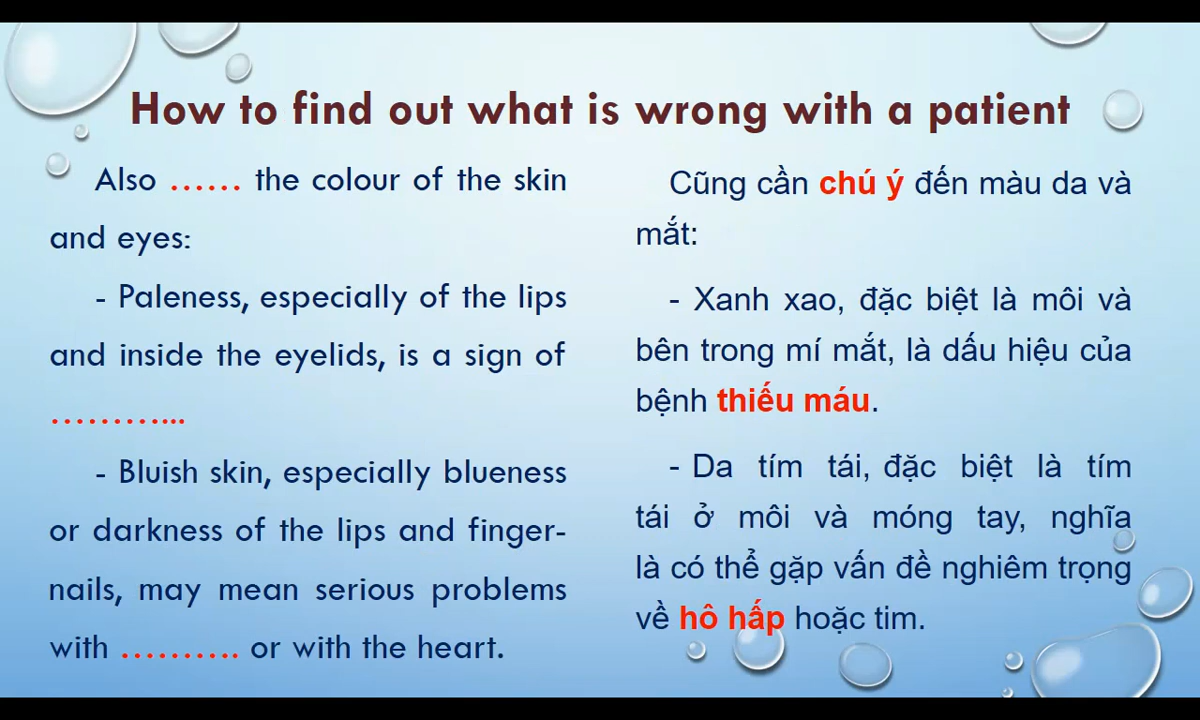 How to find out what is wrong with a patient
Also …… the colour of the skin
and eyes:
- Paleness, especially of the lips
and inside the eyelids, is a sign of
………...
- Bluish skin, especially blueness
or darkness of the lips and finger-
nails, may mean serious problems
with ………. or with the heart.
Cũng cần chú ý đến màu da và
mắt:
- Xanh xao, đặc biệt là môi và
bên trong mí mắt, là dấu hiệu của
bệnh thiếu máu.
- Da tím tái, đặc biệt là tím
tái ở môi và móng tay, nghĩa
là có thể gặp vấn đề nghiêm trọng
về hô hấp hoặc tim.